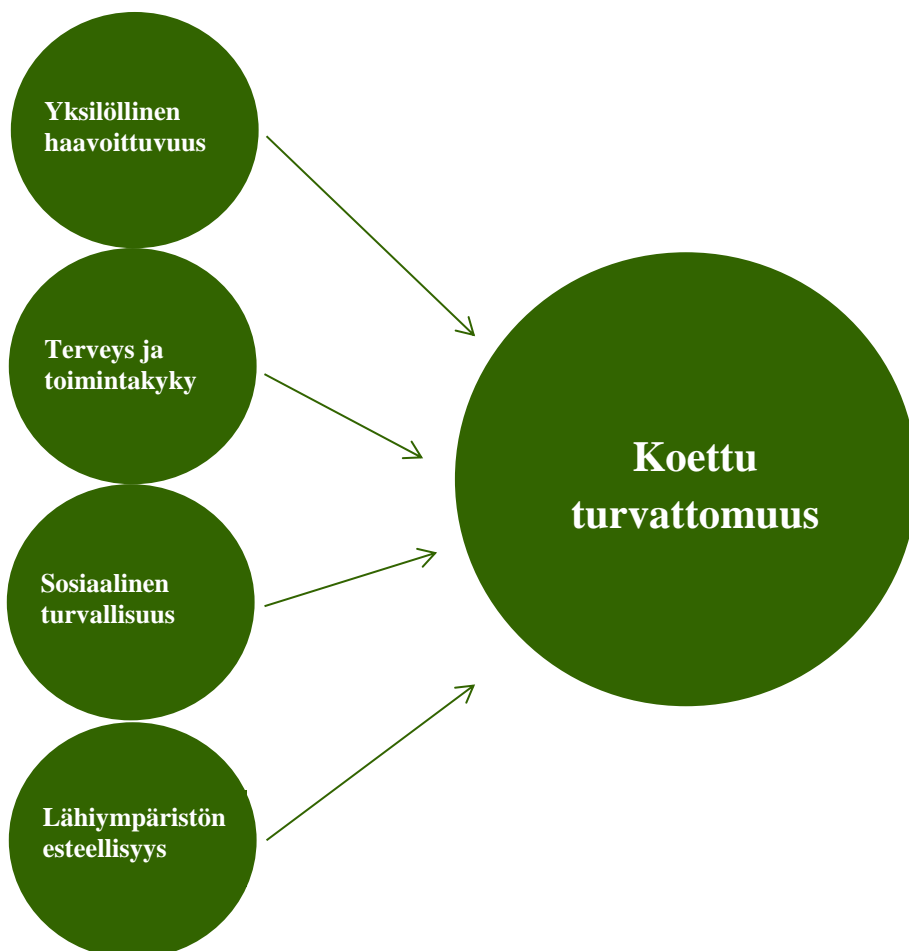 Yksilöllinen
haavoittuvuus
Terveys ja
toimintakyky
Sosiaalinen
turvallisuus
Lähiympäristön
esteellisyys
Koettu
turvattomuus